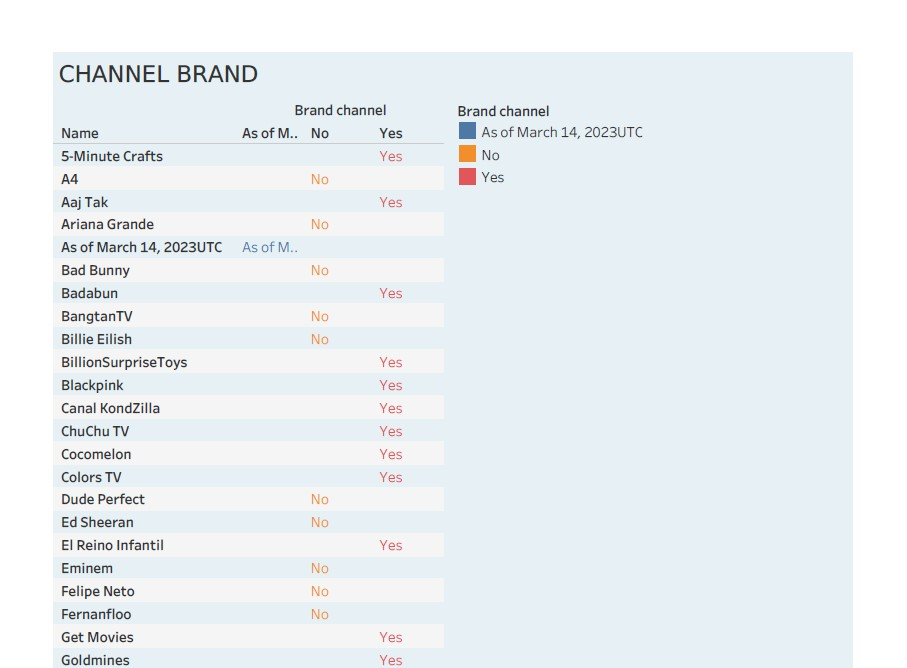 CHANNEL BRAND
Brand channel
Name As of M.. No Yes
5-Minute Crafts Yes
A4 No
Aaj Tak Yes
Ariana Grande No
As of March 14, 2023UTC As of M..
Bad Bunny No
Badabun Yes
BangtanTV No
Billie Eilish No
BillionSurpriseToys Yes
Blackpink Yes
Canal KondZilla Yes
ChuChu TV Yes
Cocomelon Yes
Colors TV Yes
Dude Perfect No
Ed Sheeran No
El Reino Infantil Yes
Eminem No
Felipe Neto No
Fernanfloo No
Get Movies Yes
Goldmines Yes
Brand channel
As of March 14, 2023UTC
No
Yes